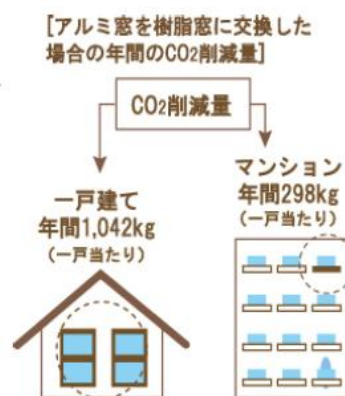 [アルミ窓を樹脂窓に交換した
場合の年間のCO2削減量]
CO2削減量
一戸建て
年間1,042kg
(一戸当たり)
マンション
年間298kg
(一戸当たり)